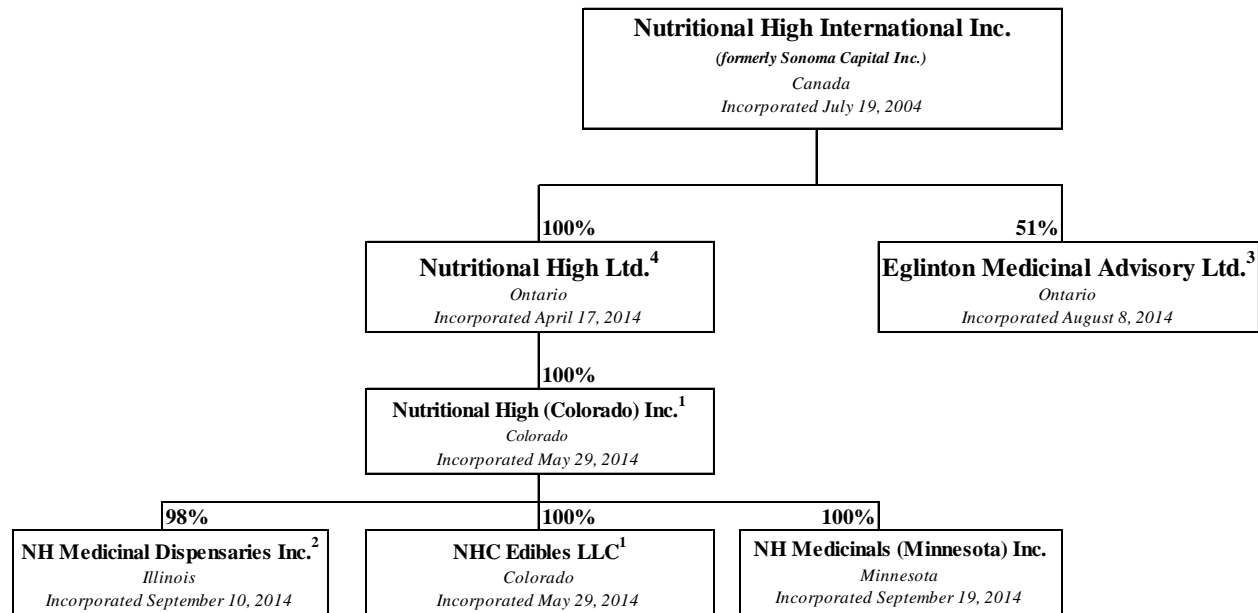 Nutritional High International Inc.
(formerly Sonoma Capital Inc.)
Canada
Incorporated July 19, 2004
100%
51%
Nutritional High Ltd.4
Ontario
Incorporated April 17, 2014
Eglinton Medicinal Advisory Ltd.3
Ontario
Incorporated August 8, 2014
100%
Nutritional High (Colorado) Inc.1
Colorado
Incorporated May 29, 2014
98%
100%
100%
NH Medicinal Dispensaries Inc.2
Illinois
Incorporated September 10, 2014
NHC Edibles LLC1
Colorado
Incorporated May 29, 2014
NH Medicinals (Minnesota) Inc.
Minnesota
Incorporated September 19, 2014